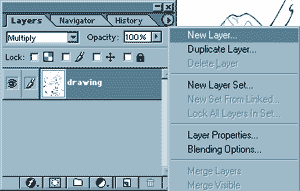 Layers
Navigator
History
Multiply
Opacity: 100%
Lock:
drawing
New Layer...
Duplicate Layer...
Delete Layer
New Layer Set...
New Set From Linked...
Lock All Layers In Set...
Layer Properties...
Blending Options...
Merge Layers
Merge Visible